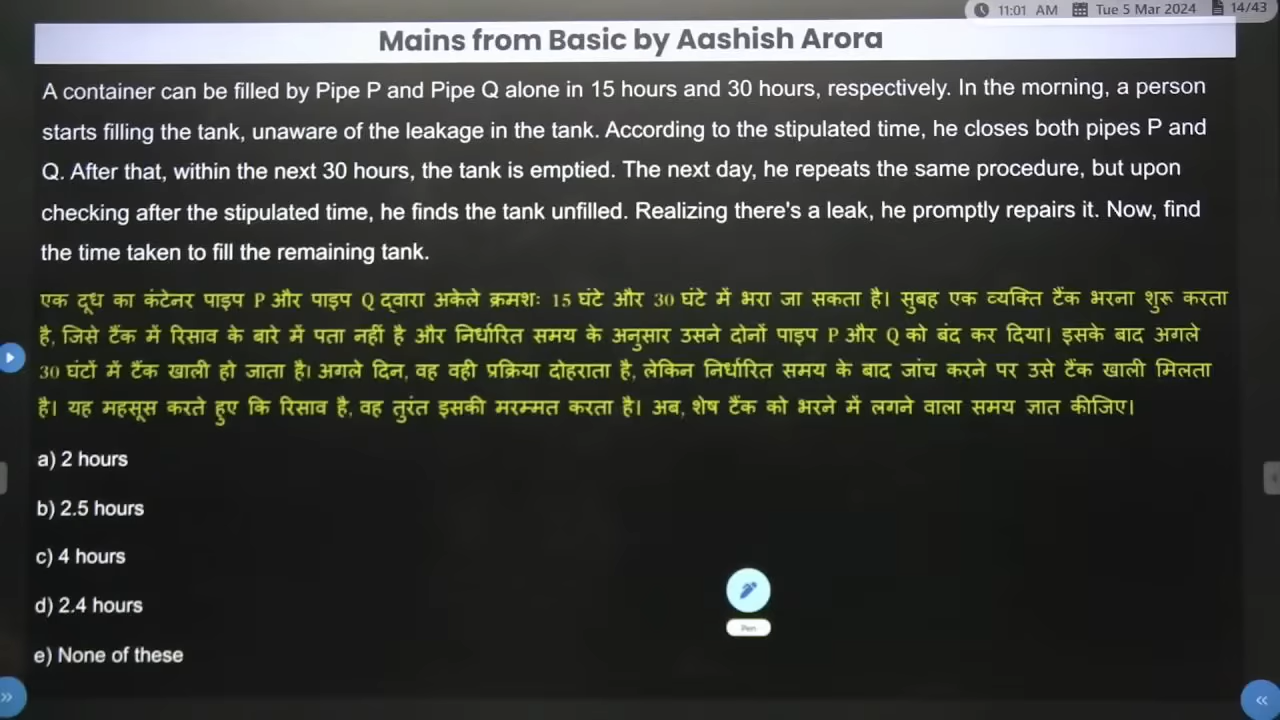 11:01 AM Tue 5 Mar 2024 14/43
Mains from Basic by Aashish Arora
A container can be filled by Pipe P and Pipe Q alone in 15 hours and 30 hours, respectively. In the morning, a person
starts filling the tank, unaware of the leakage in the tank. According to the stipulated time, he closes both pipes P and
Q. After that, within the next 30 hours, the tank is emptied. The next day, he repeats the same procedure, but upon
checking after the stipulated time, he finds the tank unfilled. Realizing there's a leak, he promptly repairs it. Now, find
the time taken to fill the remaining tank.
एक दूध का कंटेनर पाइप P और पाइप Q द्वारा अकेले क्रमशः 15 घंटे और 30 घंटे में भरा जा सकता है। सुबह एक व्यक्ति टैंक भरना शुरू करता
है, जिसे टैंक में रिसाव के बारे में पता नहीं है और निर्धारित समय के अनुसार उसने दोनों पाइप P और Q को बंद कर दिया। इसके बाद अगले
30 घंटों में टैंक खाली हो जाता है। अगले दिन, वह वही प्रक्रिया दोहराता है, लेकिन निर्धारित समय के बाद जांच करने पर उसे टैंक खाली मिलता
है। यह महसूस करते हुए कि रिसाव है, वह तुरंत इसकी मरम्मत करता है। अब, शेष टैंक को भरने में लगने वाला समय ज्ञात कीजिए।
a) 2 hours
b) 2.5 hours
c) 4 hours
d) 2.4 hours
e) None of these
Pen